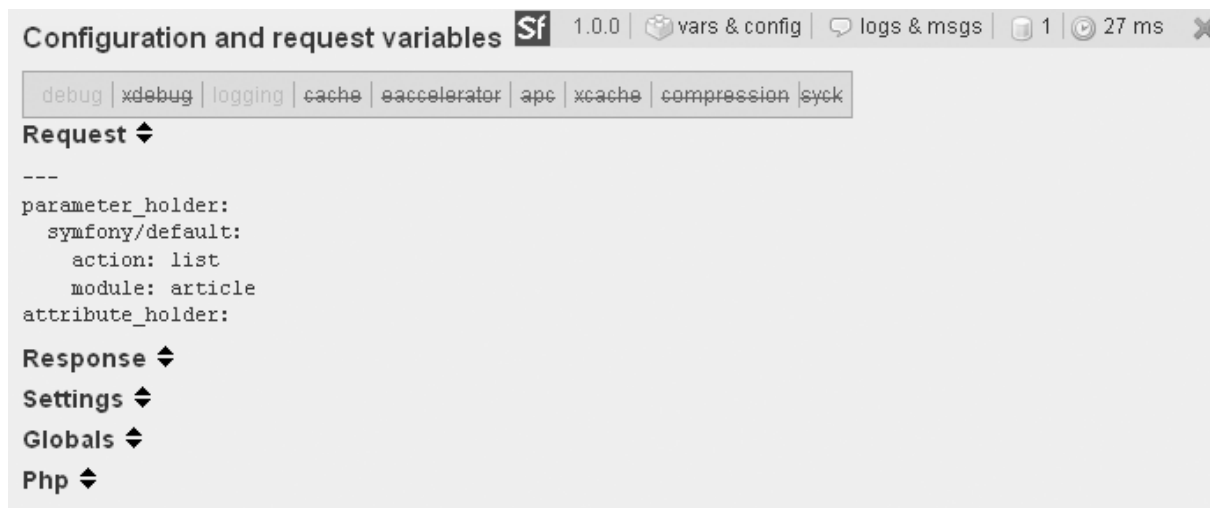 Configuration and request variables Sf 1.0.0 | vars & config | logs & msgs | 1 | 27 ms
debug | xdebug | logging | cache | eaccelerator | apc | xcache | compression | syck
Request
---
parameter_holder:
  symfony/default:
    action: list
    module: article
attribute_holder:
Response
Settings
Globals
Php